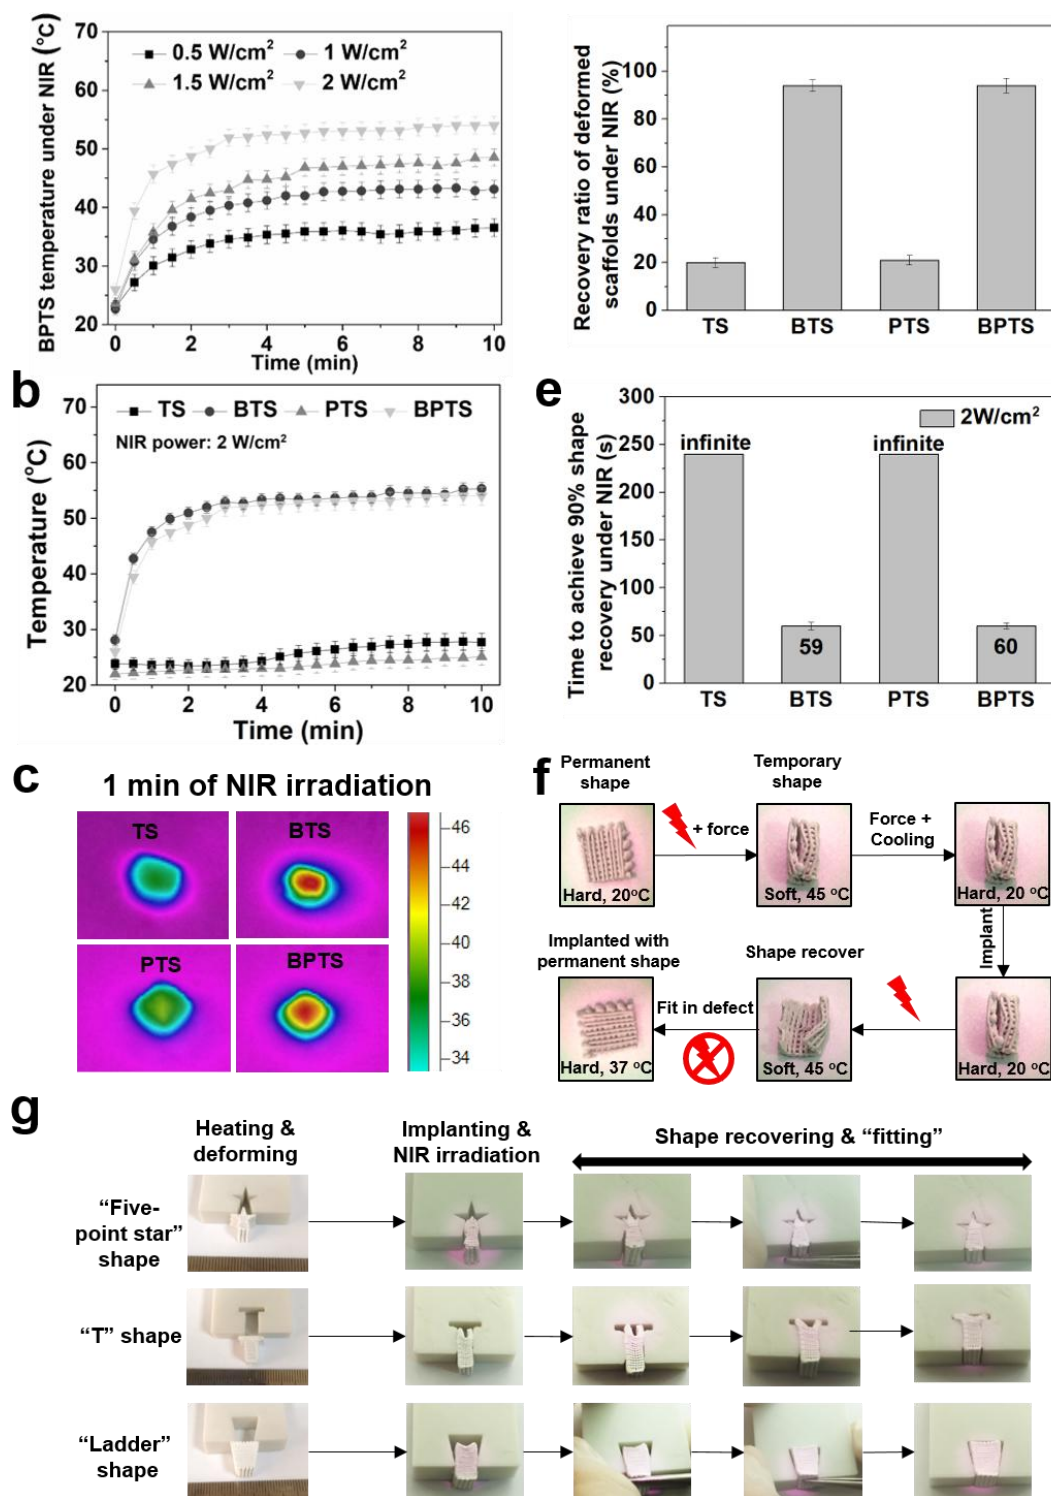 BPTS temperature under NIR (°C)
70
60
50
40
30
20
0.5 W/cm²
1 W/cm²
1.5 W/cm²
2 W/cm²
0 2 4 6 8 10
Time (min)
Recovery ratio of deformed
scaffolds under NIR (%)
100
80
60
40
20
0
TS BTS PTS BPTS
b
Temperature (°C)
70
60
50
40
30
20
TS BTS PTS BPTS
NIR power: 2 W/cm²
0 2 4 6 8 10
Time (min)
e
Time to achieve 90% shape
recovery under NIR (s)
300
250
200
150
100
50
0
2W/cm²
infinite
infinite
59
60
TS BTS PTS BPTS
c
1 min of NIR irradiation
TS
BTS
PTS
BPTS
46
44
42
40
38
36
34
f
Permanent
shape
Hard, 20°C
+ force
Temporary
shape
Soft, 45 °C
Force +
Cooling
Hard, 20 °C
Implant
Hard, 20 °C
Shape recover
Soft, 45 °C
Fit in defect
Implanted with
permanent shape
Hard, 37 °C
g
Heating &
deforming
Implanting &
NIR irradiation
Shape recovering & “fitting”
“Five-
point star”
shape
“T” shape
“Ladder”
shape